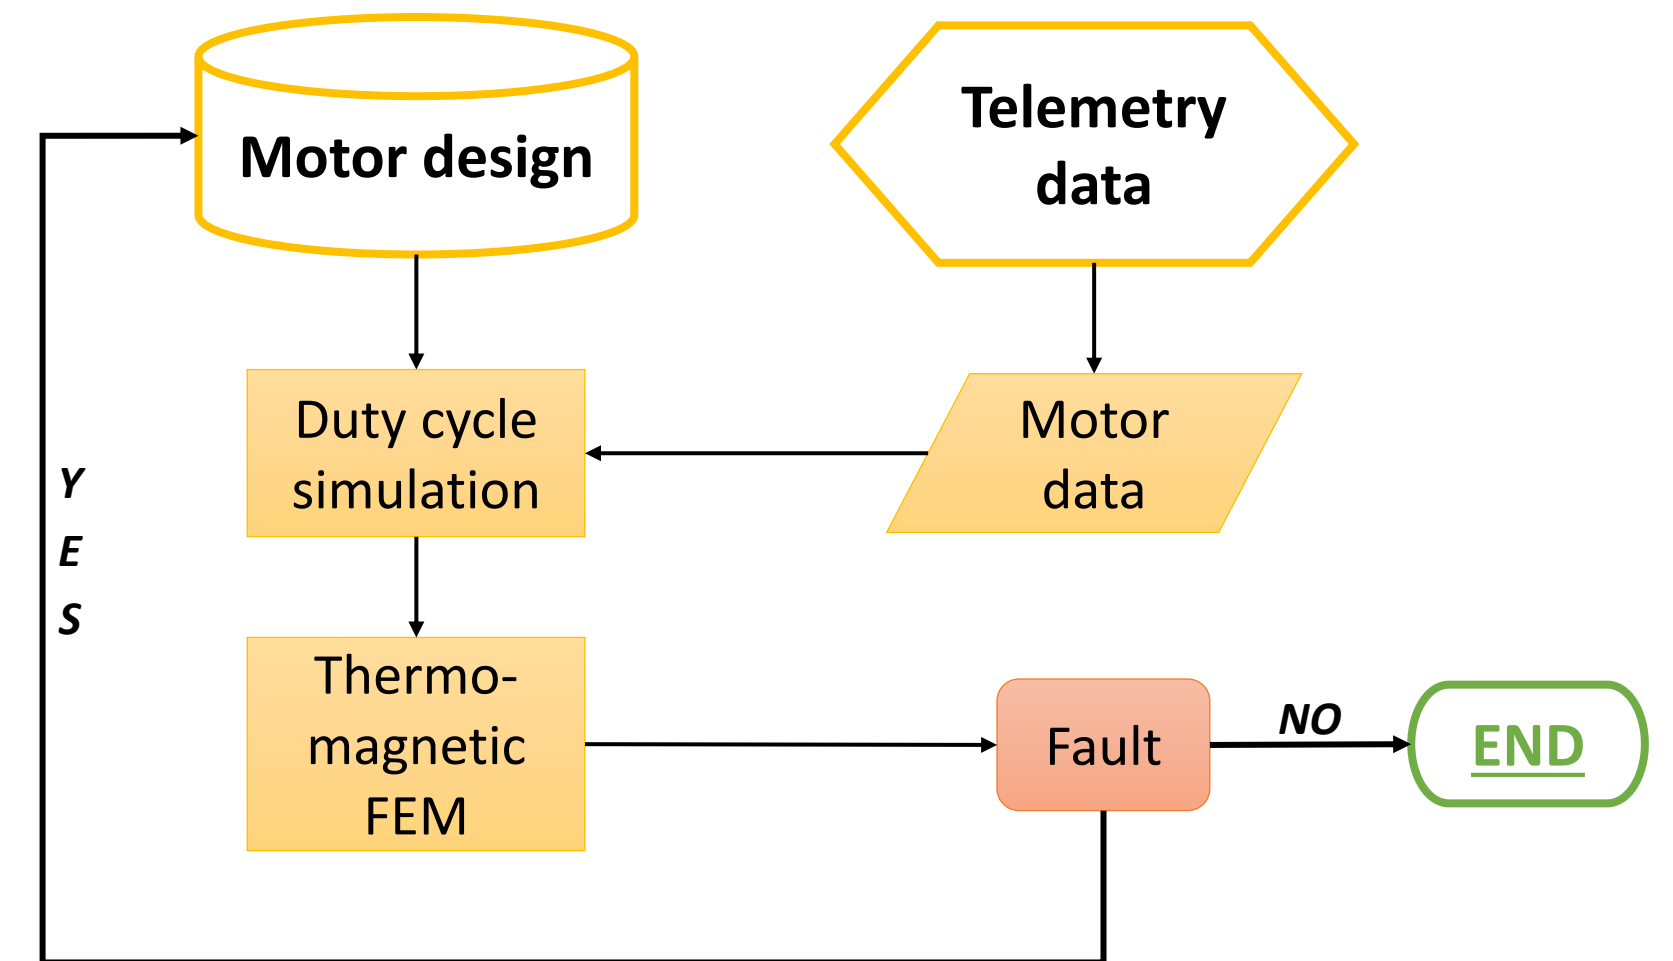 Motor design
Telemetry
data
Duty cycle
simulation
Motor
data
Y
E
S
Thermo-
magnetic
FEM
Fault
NO
END